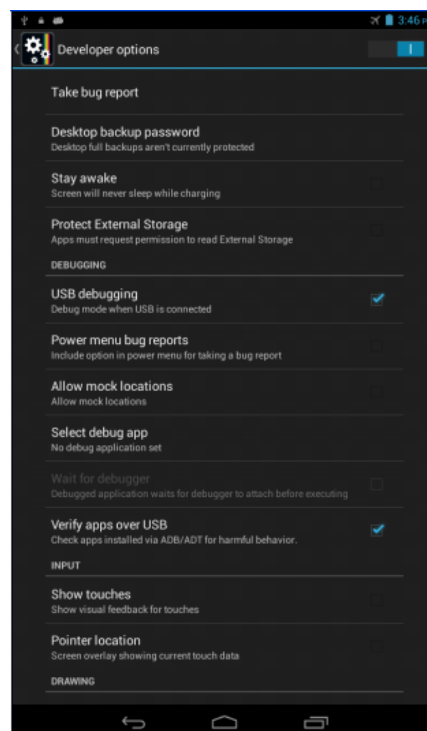 3:46 P
Developer options
Take bug report
Desktop backup password
Desktop full backups aren't currently protected
Stay awake
Screen will never sleep while charging
Protect External Storage
Apps must request permission to read External Storage
DEBUGGING
USB debugging
Debug mode when USB is connected
Power menu bug reports
Include option in power menu for taking a bug report
Allow mock locations
Allow mock locations
Select debug app
No debug application set
Wait for debugger
Debugged application waits for debugger to attach before executing
Verify apps over USB
Check apps installed via ADB/ADT for harmful behavior.
INPUT
Show touches
Show visual feedback for touches
Pointer location
Screen overlay showing current touch data
DRAWING